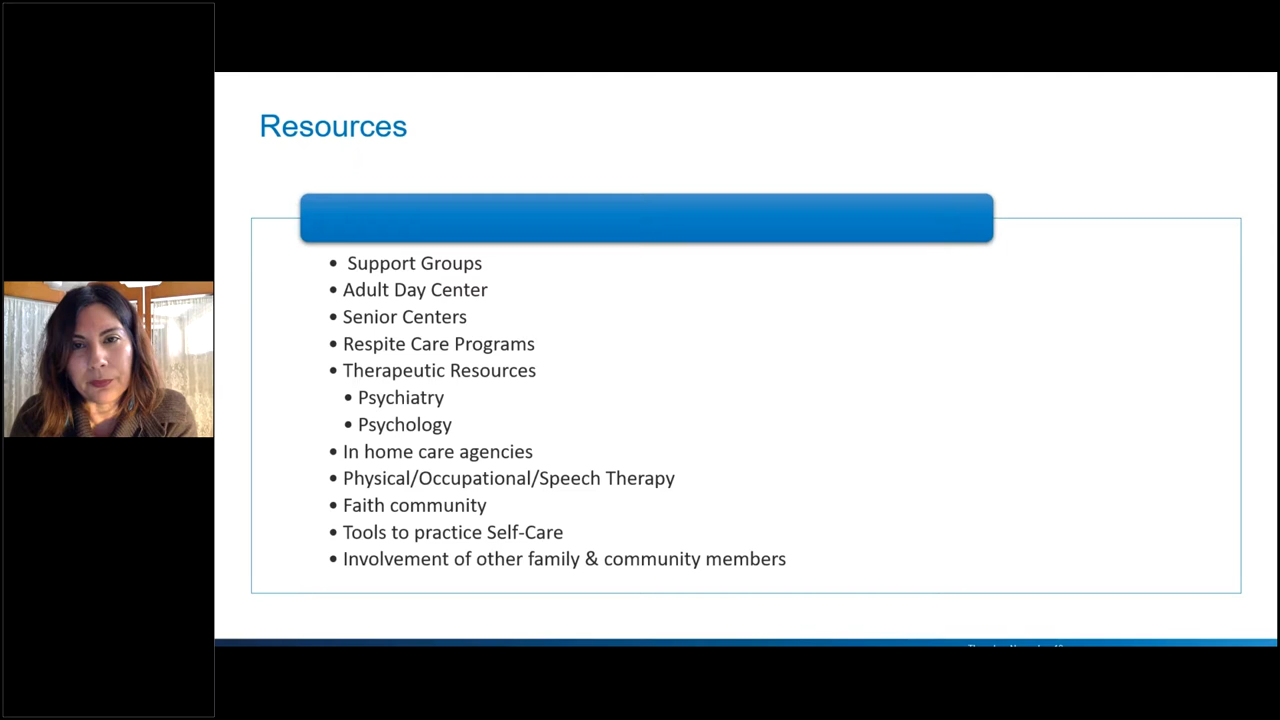 Resources
• Support Groups
• Adult Day Center
• Senior Centers
• Respite Care Programs
• Therapeutic Resources
• Psychiatry
• Psychology
• In home care agencies
• Physical/Occupational/Speech Therapy
• Faith community
• Tools to practice Self-Care
• Involvement of other family & community members